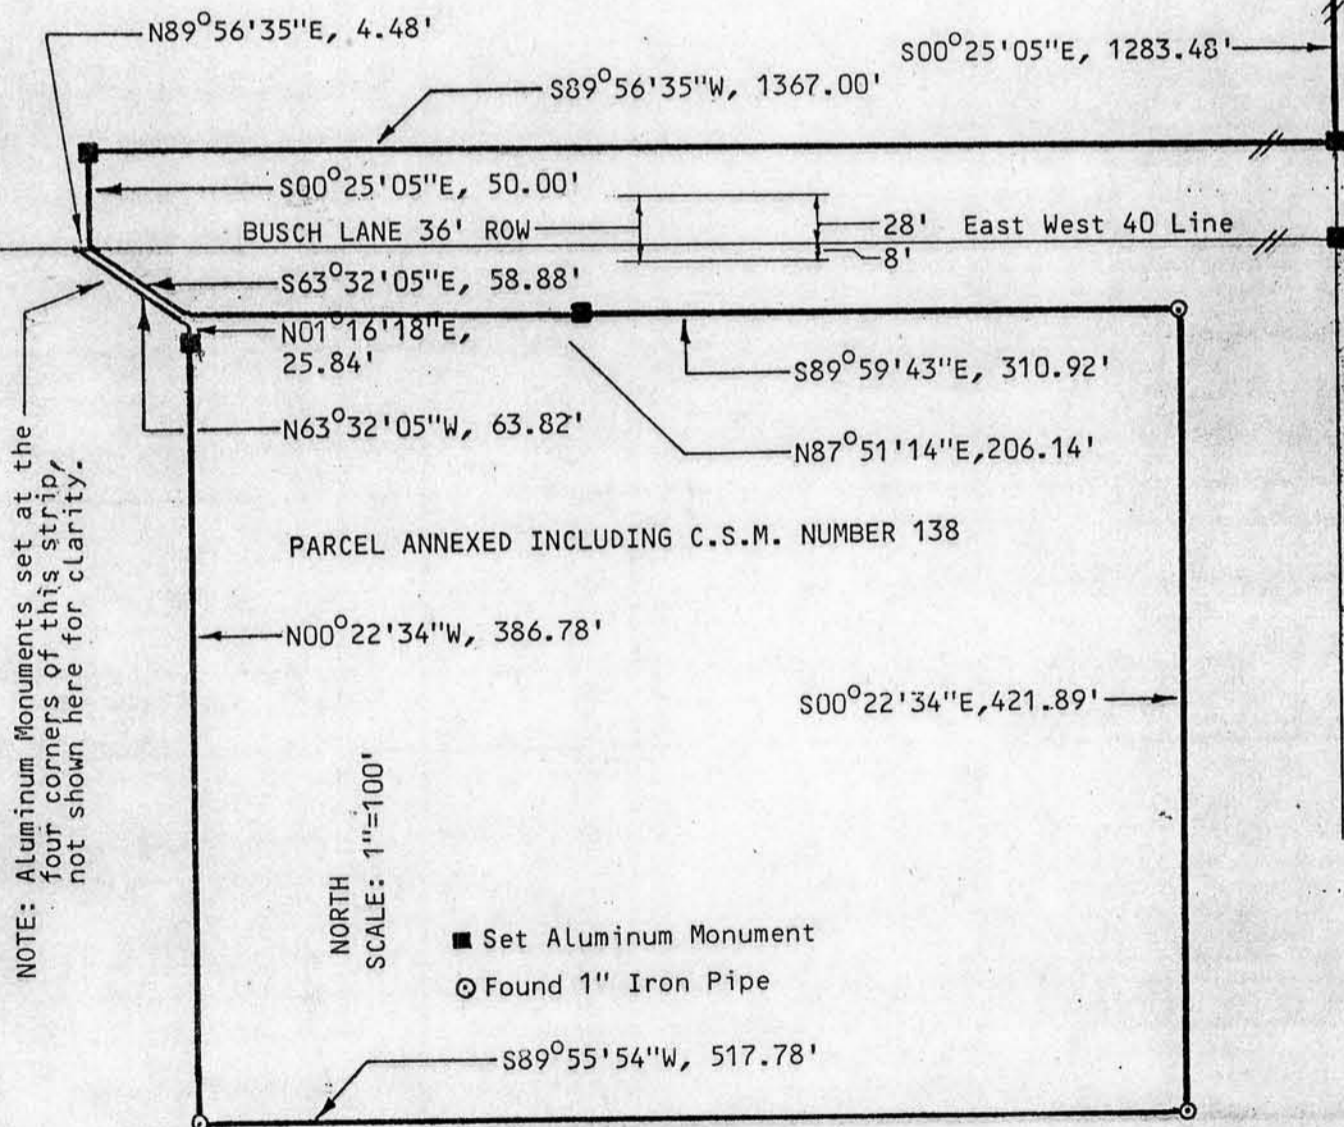 N89°56'35"E, 4.48'
S00°25'05"E, 1283.48'
S89°56'35"W, 1367.00'
S00°25'05"E, 50.00'
BUSCH LANE 36' ROW
28' East West 40 Line
8'
S63°32'05"E, 58.88'
N01°16'18"E,
25.84'
S89°59'43"E, 310.92'
N63°32'05"W, 63.82'
N87°51'14"E,206.14'
NOTE: Aluminum Monuments set at the
four corners of this strip,
not shown here for clarity.
PARCEL ANNEXED INCLUDING C.S.M. NUMBER 138
N00°22'34"W, 386.78'
S00°22'34"E,421.89'
NORTH
SCALE: 1"=100'
Set Aluminum Monument
Found 1" Iron Pipe
S89°55'54"W, 517.78'